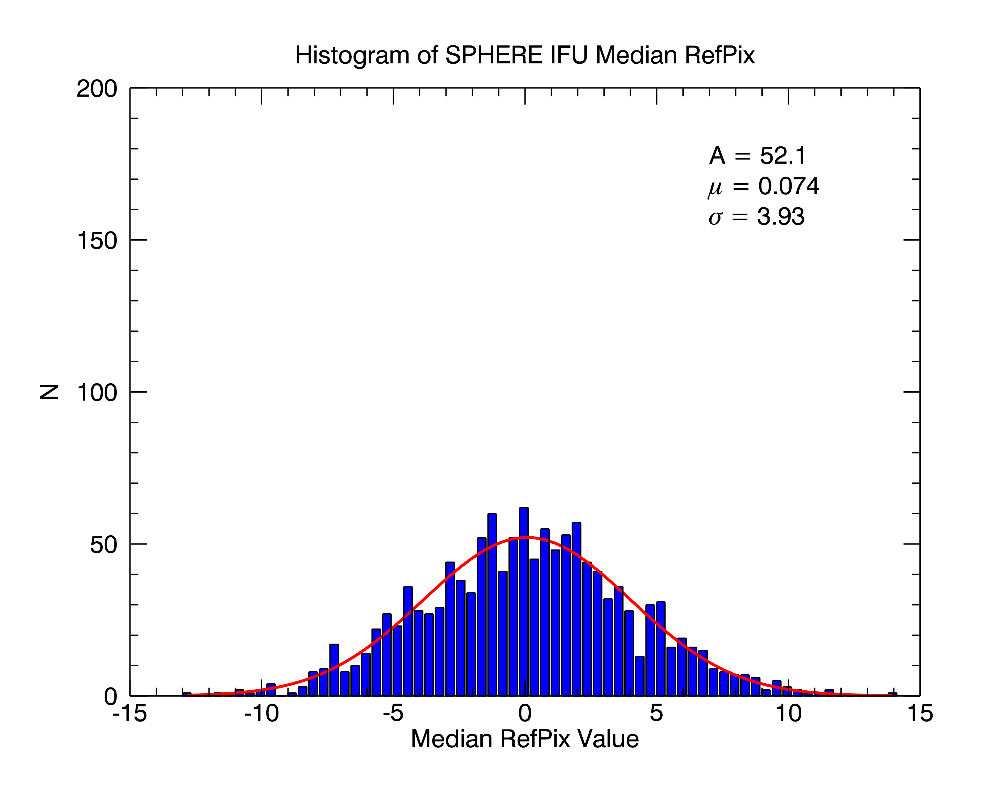 Histogram of SPHERE IFU Median RefPix
200
A = 52.1
μ = 0.074
σ = 3.93
150
N
100
50
0
-15 -10 -5 0 5 10 15
Median RefPix Value